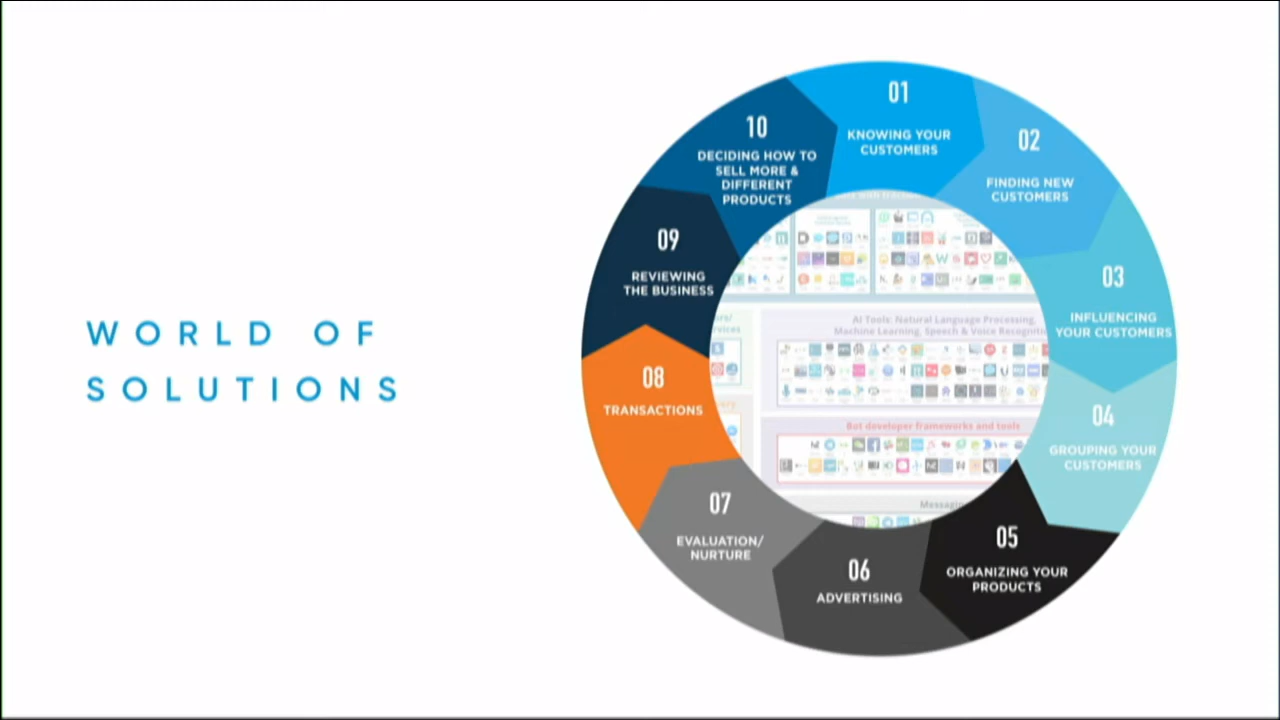 WORLD OF
SOLUTIONS
01
KNOWING YOUR
CUSTOMERS
02
FINDING NEW
CUSTOMERS
03
INFLUENCING
YOUR CUSTOMERS
04
GROUPING YOUR
CUSTOMERS
05
ORGANIZING YOUR
PRODUCTS
06
ADVERTISING
07
EVALUATION/
NURTURE
08
TRANSACTIONS
09
REVIEWING
THE BUSINESS
10
DECIDING HOW TO
SELL MORE &
DIFFERENT
PRODUCTS
AI Tools: Natural Language Processing,
Machine Learning, Speech & Voice
Bot developer frameworks and tools